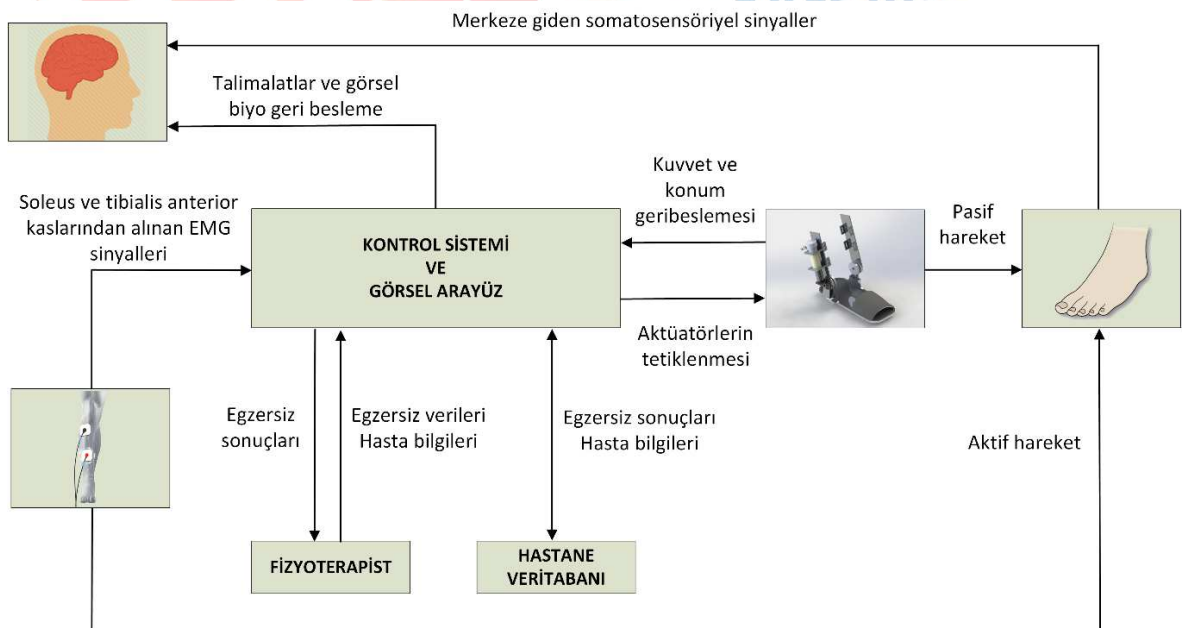 Merkeze giden somatosensöriyel sinyaller
Talimalatlar ve görsel
biyo geri besleme
Soleus ve tibialis anterior
kaslarından alınan EMG
sinyalleri
KONTROL SİSTEMİ
VE
GÖRSEL ARAYÜZ
Kuvvet ve
konum
geribeslemesi
Pasif
hareket
Aktüatörlerin
tetiklenmesi
Egzersiz
sonuçları
Egzersiz verileri
Hasta bilgileri
Egzersiz sonuçları
Hasta bilgileri
Aktif hareket
FİZYOTERAPİST
HASTANE
VERİTABANI